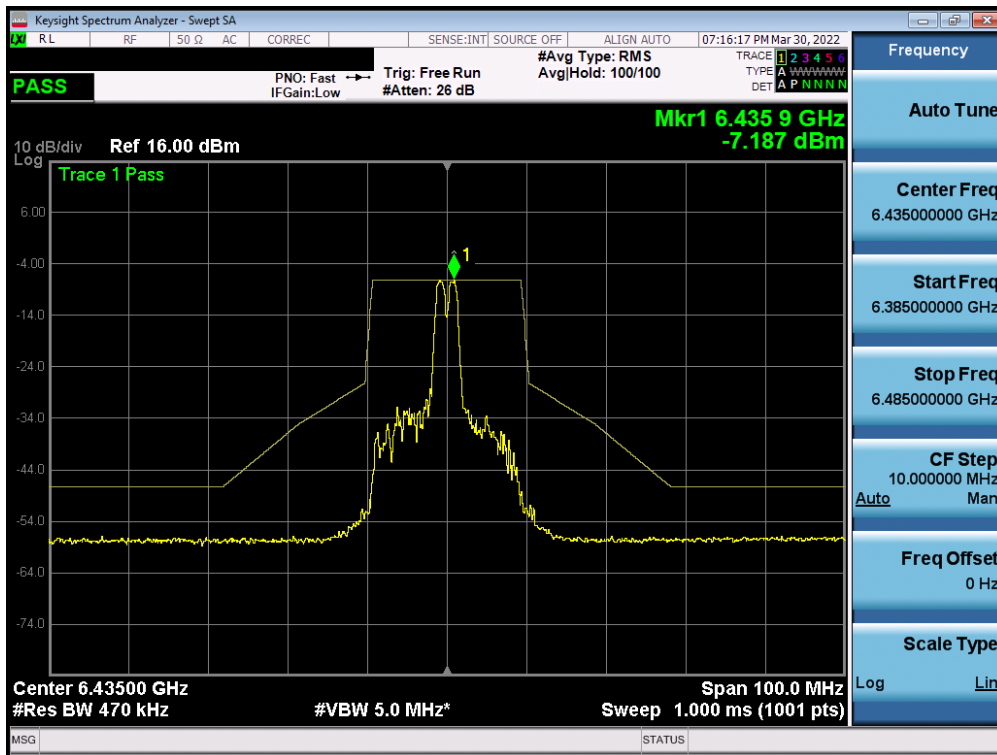 Keysight Spectrum Analyzer - Swept SA
LXI RL RF 50 Ω AC CORREC SENSE:INT SOURCE OFF ALIGN AUTO 07:16:17 PM Mar 30, 2022
PASS
PNO: Fast
IFGain:Low
Trig: Free Run
#Atten: 26 dB
#Avg Type: RMS
Avg|Hold: 100/100
TRACE 1 2 3 4 5 6
TYPE A WWWWW
DET A P N N N N
Mkr1 6.435 9 GHz
-7.187 dBm
10 dB/div Ref 16.00 dBm
Log
Trace 1 Pass
1
6.00
-4.00
-14.0
-24.0
-34.0
-44.0
-54.0
-64.0
-74.0
Center 6.43500 GHz Span 100.0 MHz
#Res BW 470 kHz #VBW 5.0 MHz* Sweep 1.000 ms (1001 pts)
MSG STATUS
Frequency
Auto Tune
Center Freq
6.435000000 GHz
Start Freq
6.385000000 GHz
Stop Freq
6.485000000 GHz
CF Step
10.000000 MHz
Auto Man
Freq Offset
0 Hz
Scale Type
Log Lin